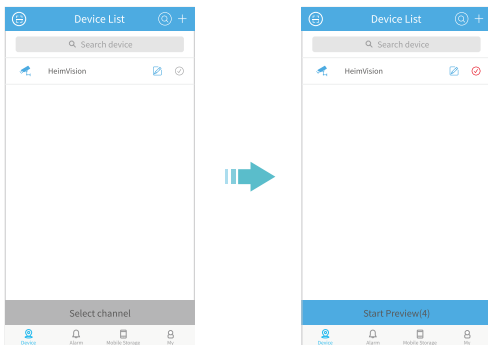 Device List
Search device
HeimVision
Select channel
Device Alarm Mobile Storage My
Device List
Search device
HeimVision
Start Preview(4)
Device Alarm Mobile Storage My